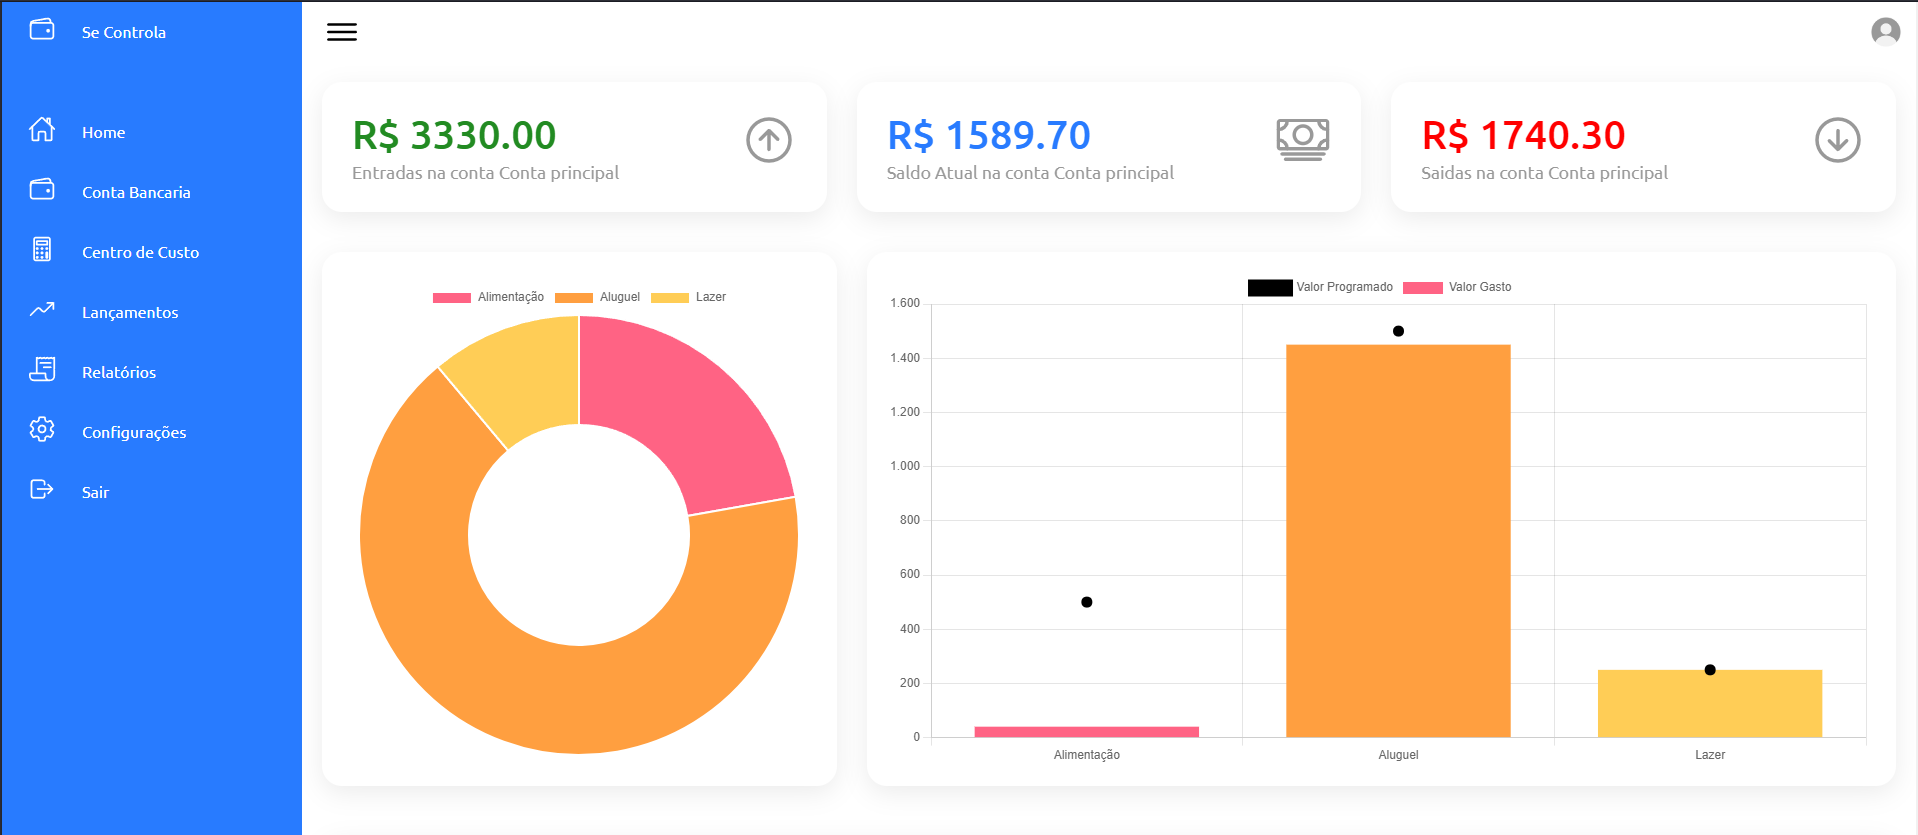 Se Controla
Home
Conta Bancaria
Centro de Custo
Lançamentos
Relatórios
Configurações
Sair
R$ 3330.00
Entradas na conta Conta principal
R$ 1589.70
Saldo Atual na conta Conta principal
R$ 1740.30
Saidas na conta Conta principal
Alimentação Aluguel Lazer
Valor Programado Valor Gasto
1.600
1.400
1.200
1.000
800
600
400
200
0
Alimentação Aluguel Lazer